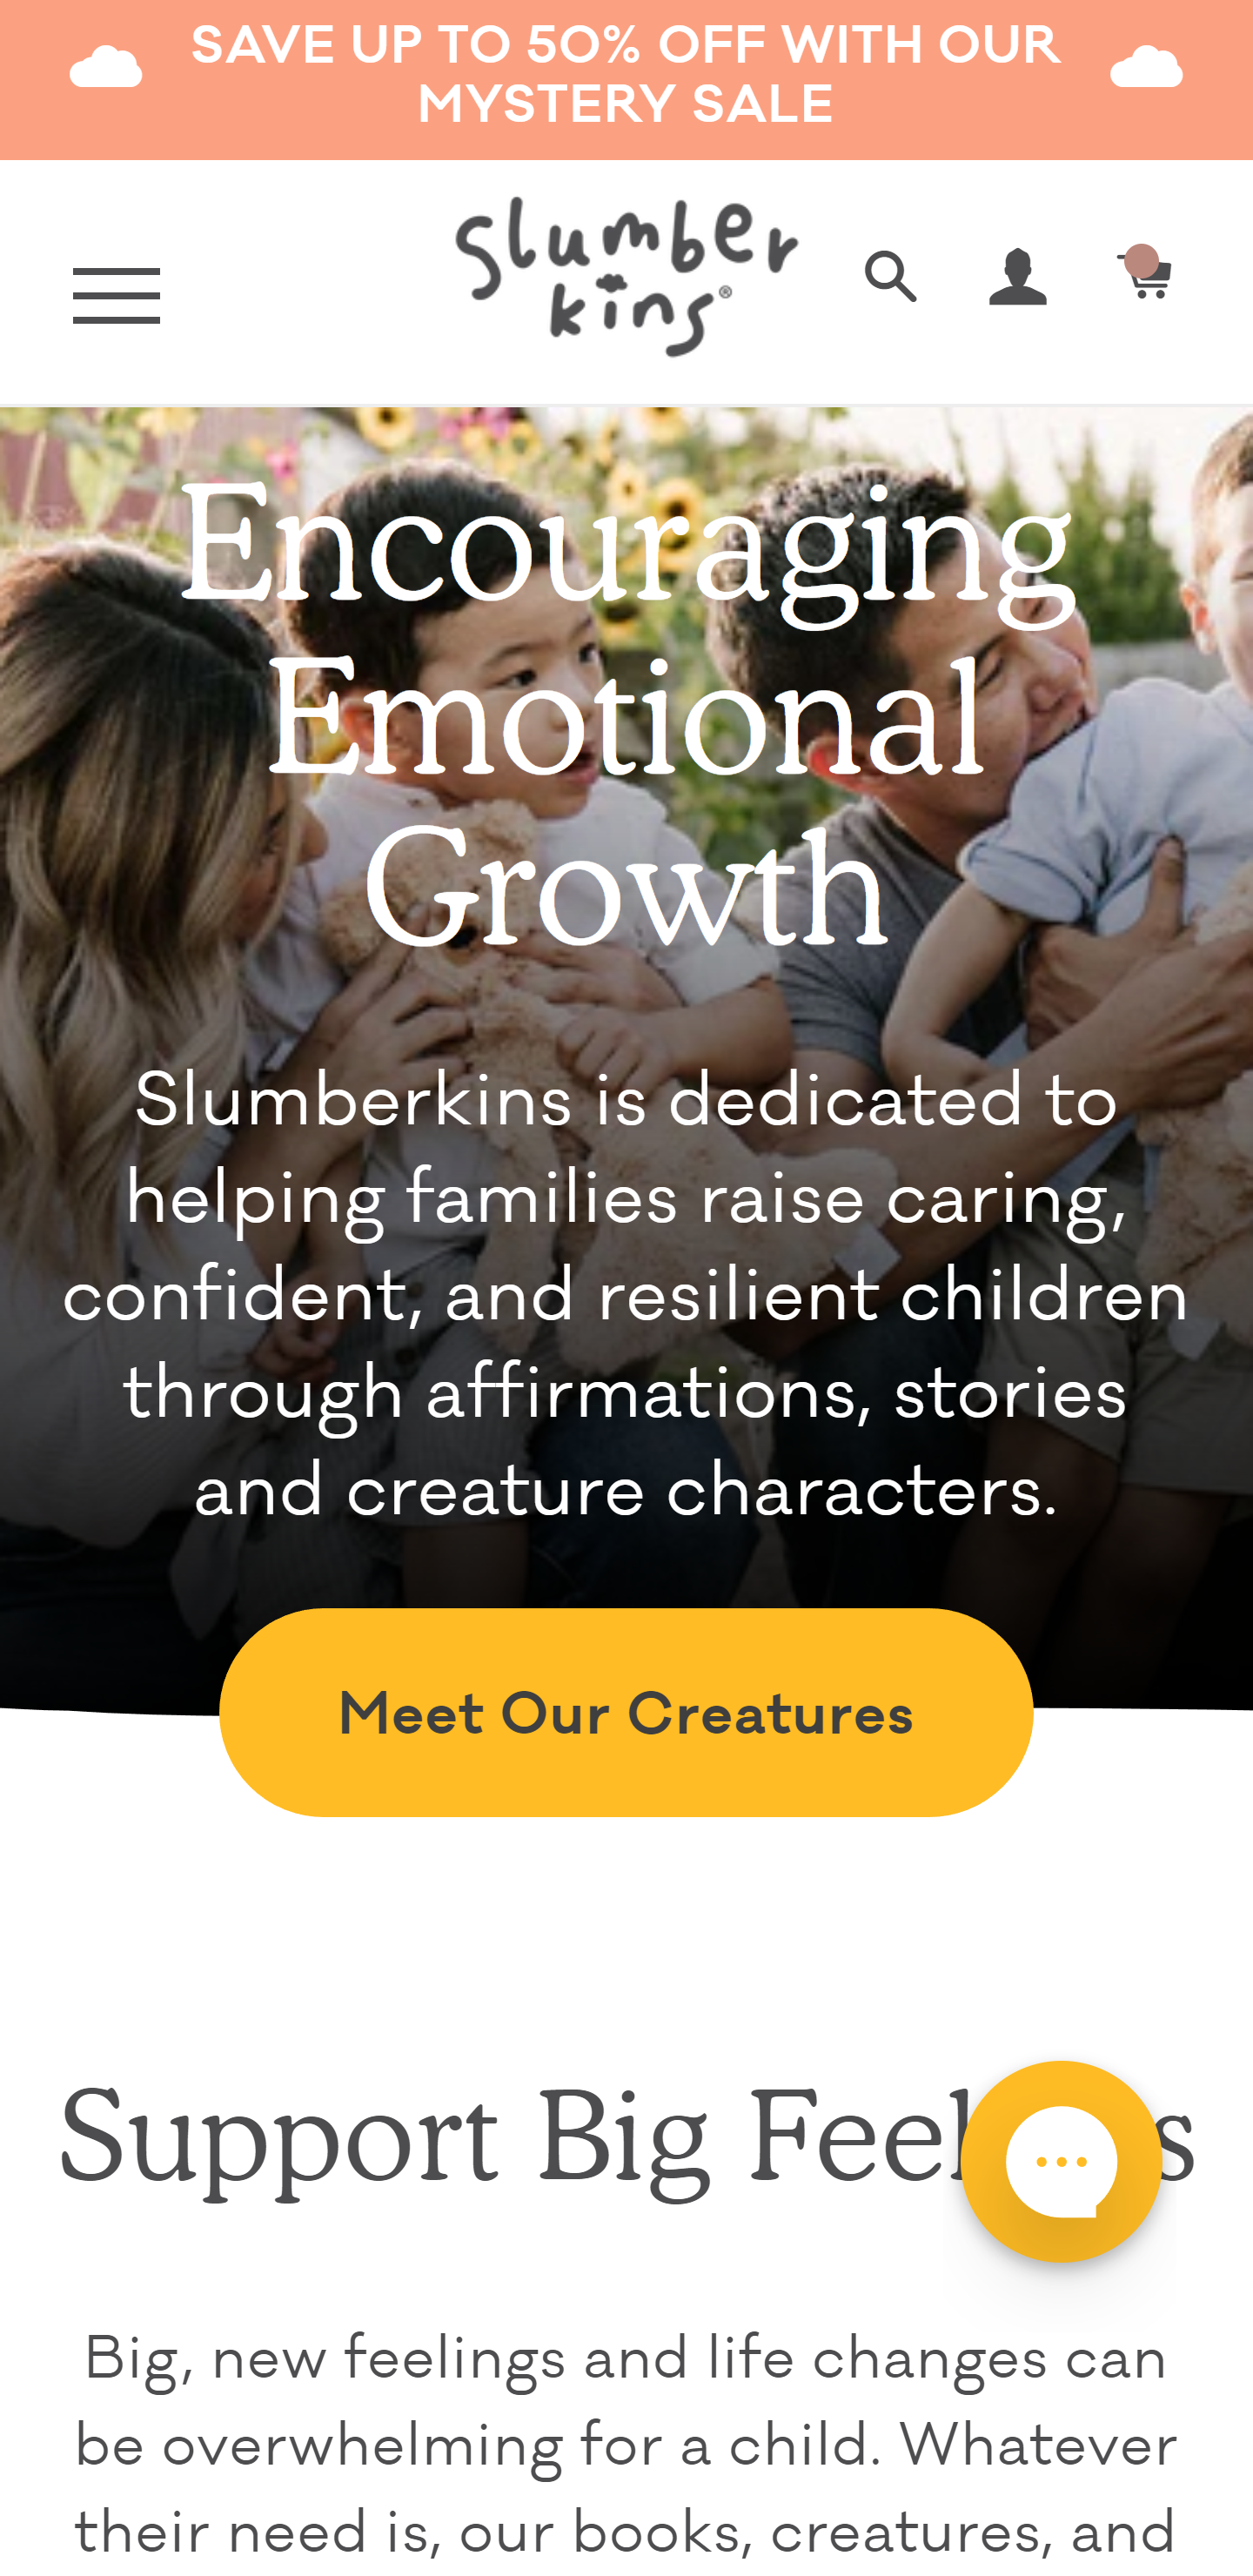 SAVE UP TO 50% OFF WITH OUR
MYSTERY SALE
slumber
kins®
Encouraging
Emotional
Growth
Slumberkins is dedicated to
helping families raise caring,
confident, and resilient children
through affirmations, stories
and creature characters.
Meet Our Creatures
Support Big
Big, new feelings and life changes can
be overwhelming for a child. Whatever
their need is, our books, creatures, and